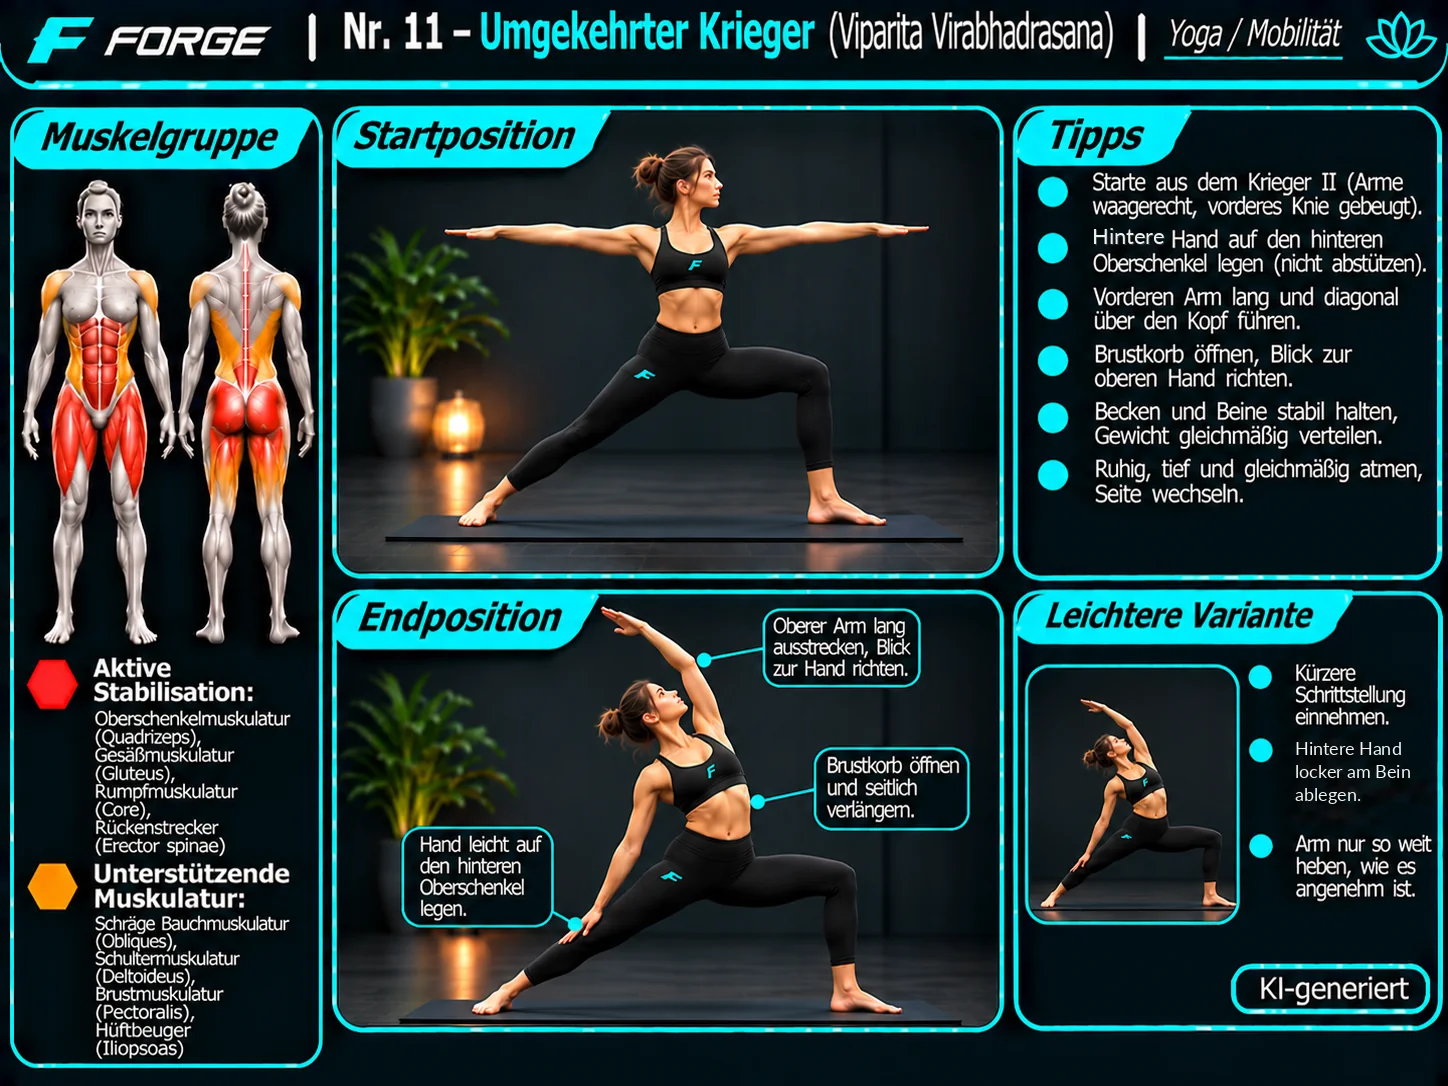 FORGE | Nr. 11 – Umgekehrter Krieger (Viparita Virabhadrasana) | Yoga / Mobilität
Muskelgruppe
Aktive
Stabilisation:
Oberschenkelmuskulatur
(Quadrizeps),
Gesäßmuskulatur
(Gluteus),
Rumpfmuskulatur
(Core),
Rückenstrecker
(Erector spinae)
Unterstützende
Muskulatur:
Schräge Bauchmuskulatur
(Obliques),
Schultermuskulatur
(Deltoideus),
Brustmuskulatur
(Pectoralis),
Hüftbeuger
(Iliopsoas)
Startposition
Endposition
Oberer Arm lang
ausstrecken, Blick
zur Hand richten.
Brustkorb öffnen
und seitlich
verlängern.
Hand leicht auf
den hinteren
Oberschenkel
legen.
Tipps
Starte aus dem Krieger II (Arme
waagerecht, vorderes Knie gebeugt).
Hintere Hand auf den hinteren
Oberschenkel legen (nicht abstützen).
Vorderen Arm lang und diagonal
über den Kopf führen.
Brustkorb öffnen, Blick zur
oberen Hand richten.
Becken und Beine stabil halten,
Gewicht gleichmäßig verteilen.
Ruhig, tief und gleichmäßig atmen,
Seite wechseln.
Leichtere Variante
Kürzere
Schrittstellung
einnehmen.
Hintere Hand
locker am Bein
ablegen.
Arm nur so weit
heben, wie es
angenehm ist.
KI-generiert